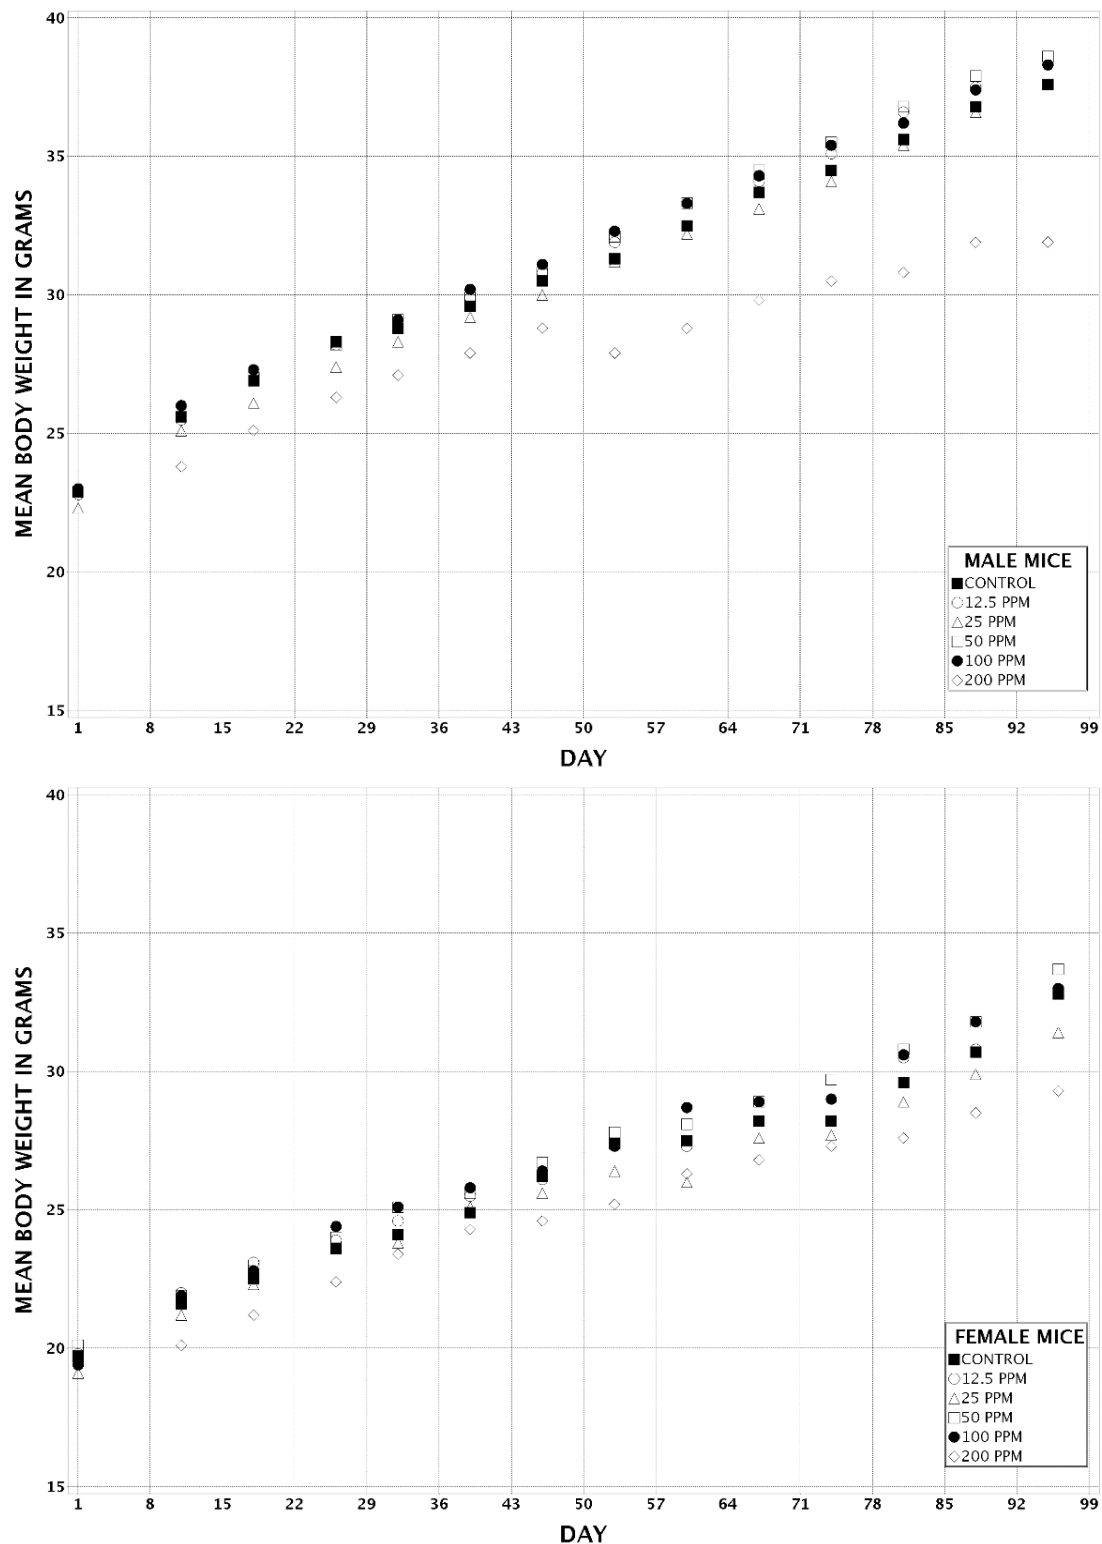 40
35
30
25
20
15
MEAN BODY WEIGHT IN GRAMS
MALE MICE
CONTROL
12.5 PPM
25 PPM
50 PPM
100 PPM
200 PPM
1 8 15 22 29 36 43 50 57 64 71 78 85 92 99
DAY
40
35
30
25
20
15
MEAN BODY WEIGHT IN GRAMS
FEMALE MICE
CONTROL
12.5 PPM
25 PPM
50 PPM
100 PPM
200 PPM
1 8 15 22 29 36 43 50 57 64 71 78 85 92 99
DAY